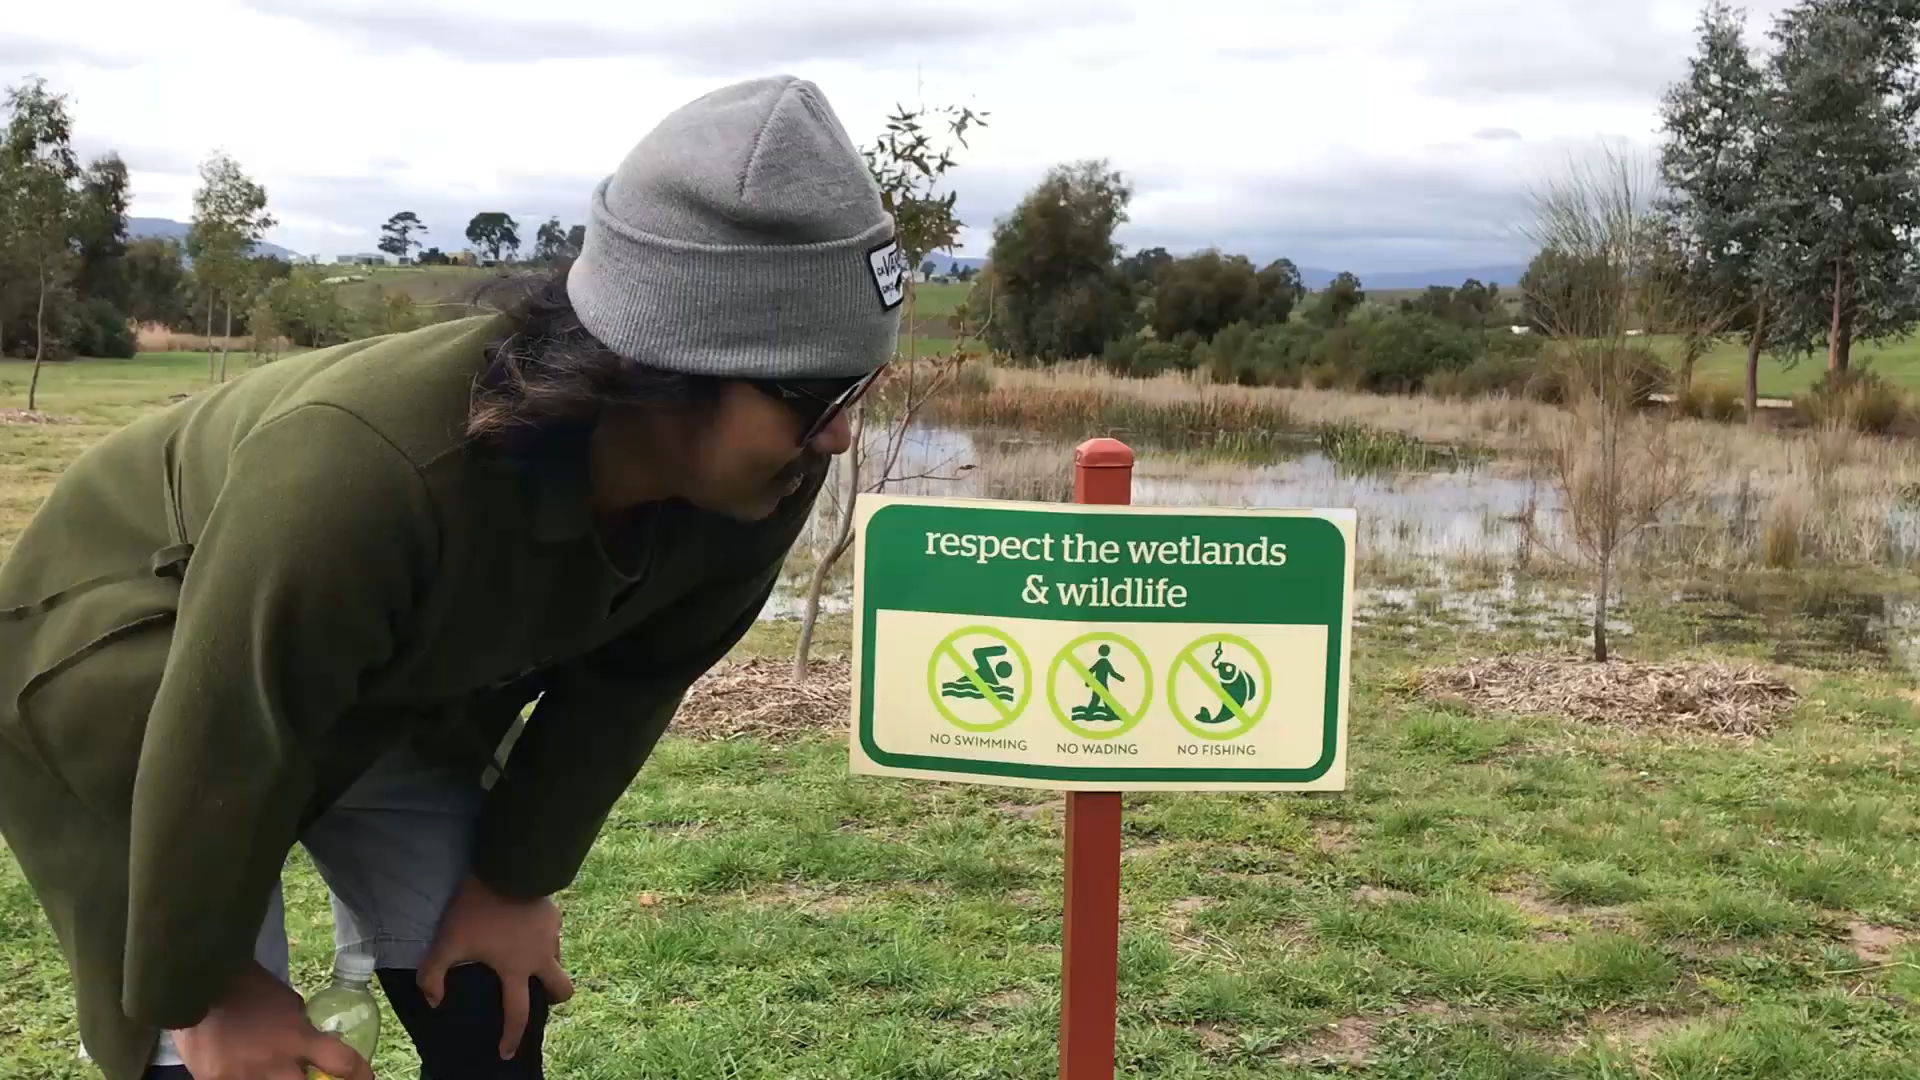 respect the wetlands
& wildlife
NO SWIMMING
NO WADING
NO FISHING